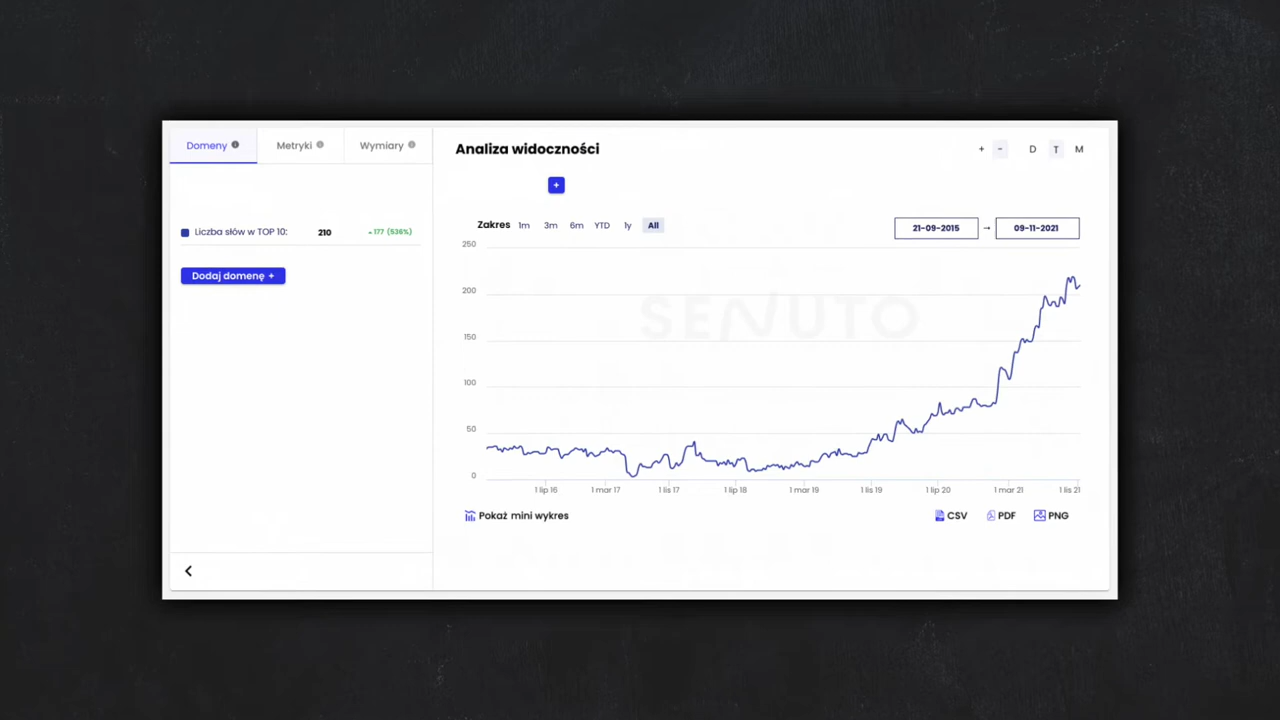 Domeny
Metryki
Wymiary
Analiza widoczności
+ - D T M
+
Liczba słów w TOP 10: 210 177 (536%)
Dodaj domenę +
Zakres 1m 3m 6m YTD 1y All
21-09-2015 → 09-11-2021
250
200
150
100
50
0
SENUTO
1 lip 16 1 mar 17 1 lis 17 1 lip 18 1 mar 19 1 lis 19 1 lip 20 1 mar 21 1 lis 21
Pokaż mini wykres
CSV PDF PNG